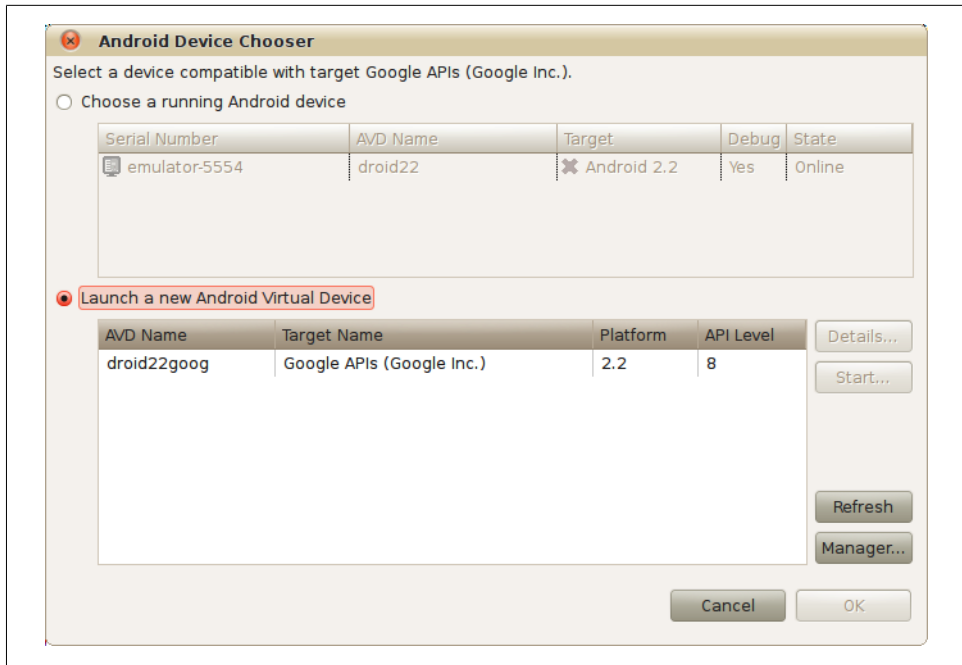 Android Device Chooser
Select a device compatible with target Google APIs (Google Inc.).
Choose a running Android device
Serial Number AVD Name Target Debug State
emulator-5554 droid22 Android 2.2 Yes Online
Launch a new Android Virtual Device
AVD Name Target Name Platform API Level Details...
droid22goog Google APIs (Google Inc.) 2.2 8
Start...
Refresh
Manager...
Cancel OK